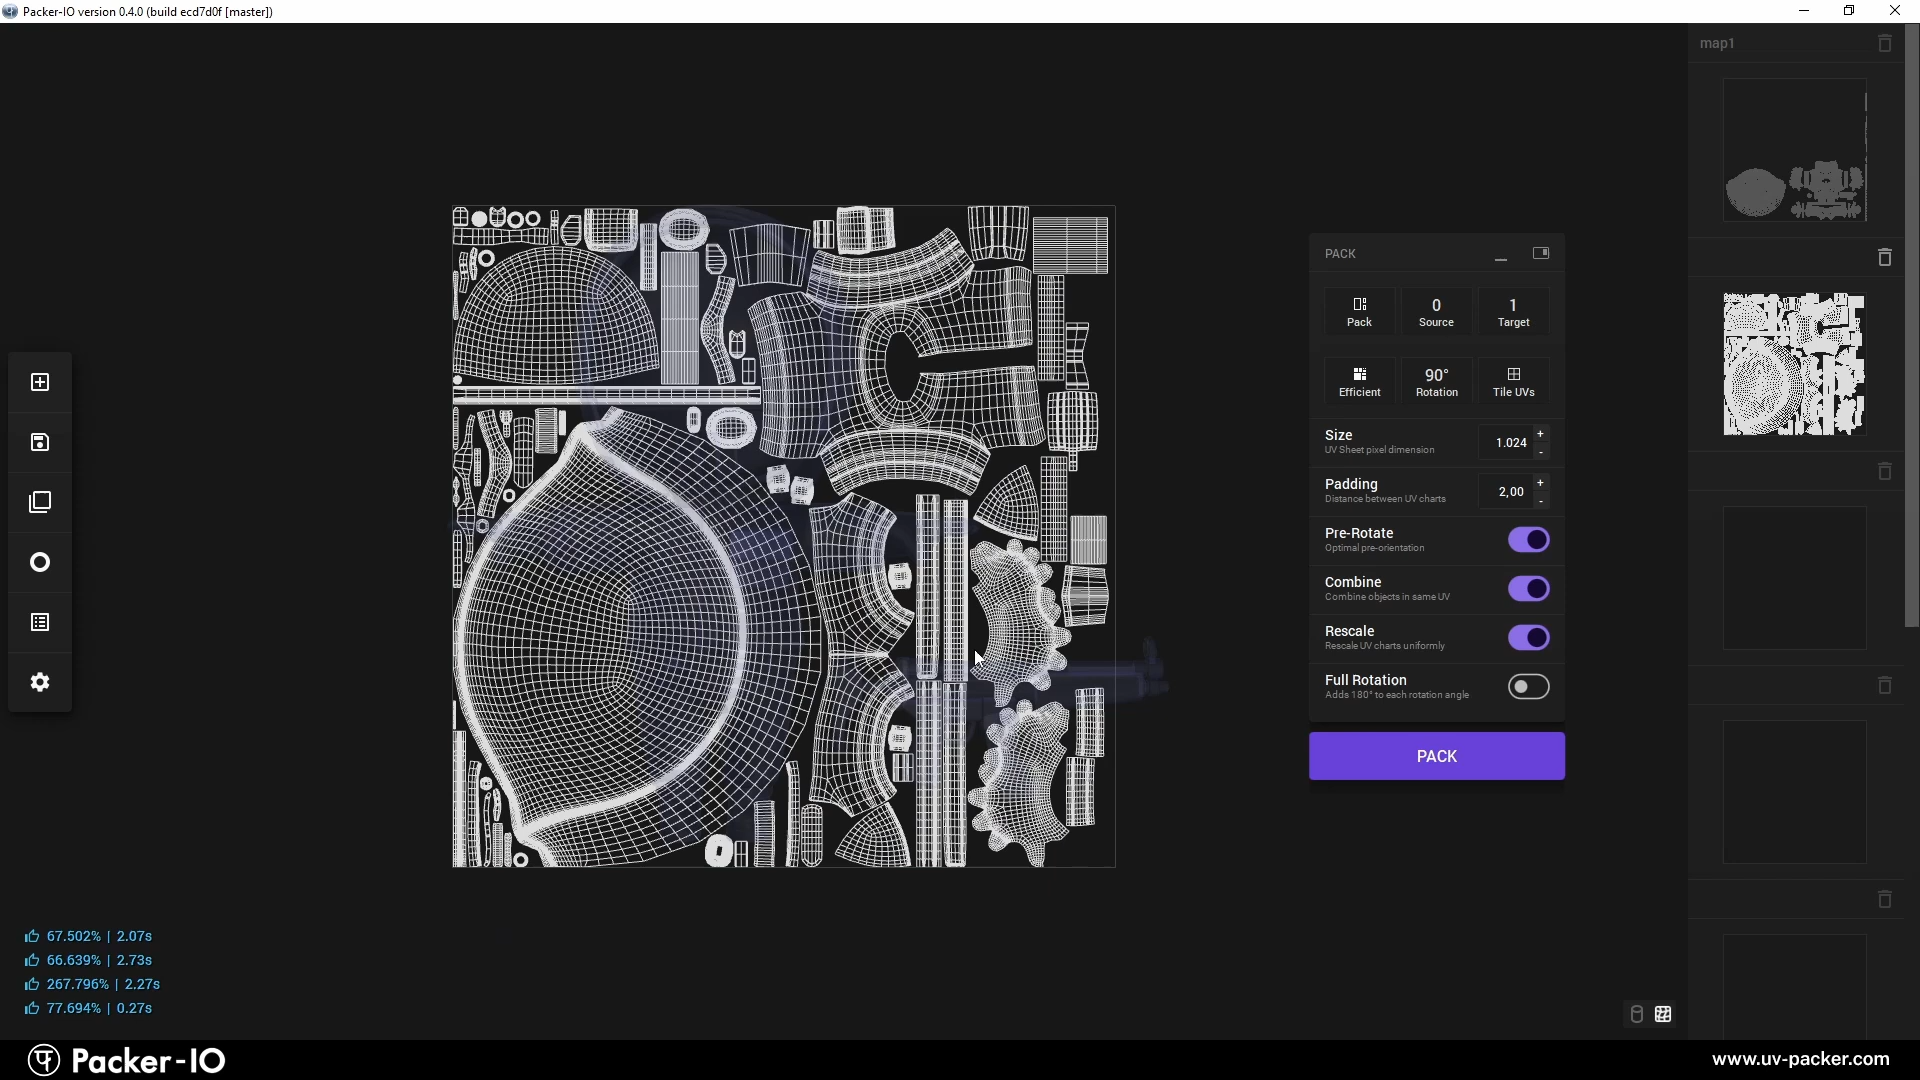 Packer-IO version 0.4.0 (build ecd7d0f [master])
map1
PACK
Pack
0
Source
1
Target
Efficient
90°
Rotation
Tile UVs
Size
UV Sheet pixel dimension
1.024
+
-
Padding
Distance between UV charts
2,00
+
-
Pre-Rotate
Optimal pre-orientation
Combine
Combine objects in same UV
Rescale
Rescale UV charts uniformly
Full Rotation
Adds 180° to each rotation angle
PACK
67.502% | 2.07s
66.639% | 2.73s
267.796% | 2.27s
77.694% | 0.27s
Packer-IO
www.uv-packer.com